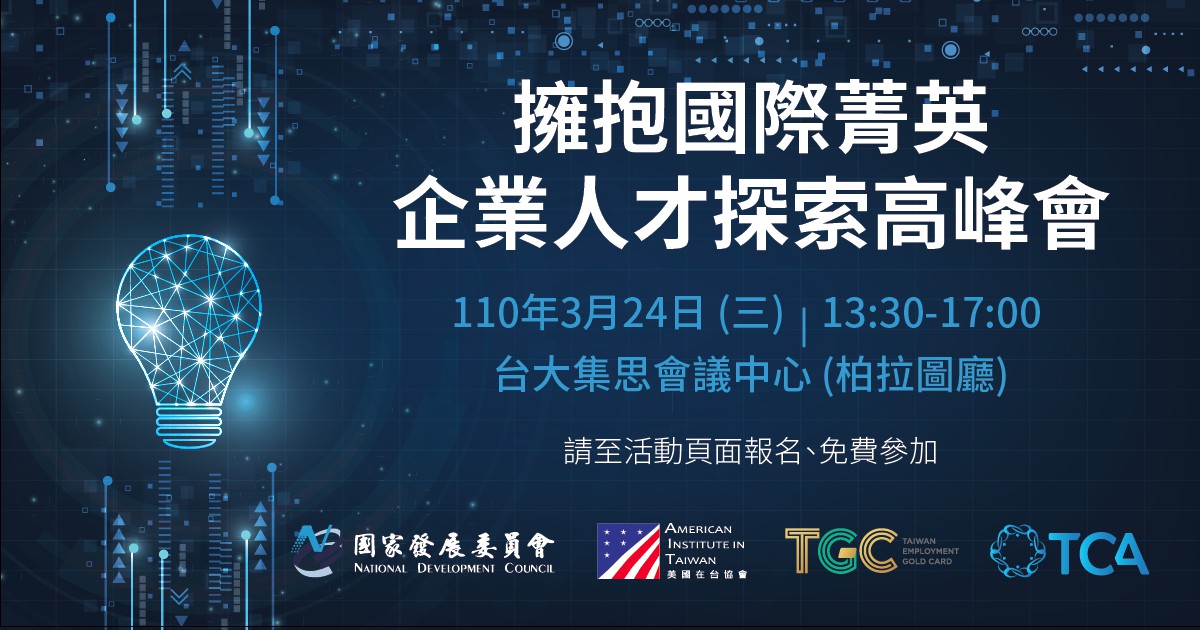 擁抱國際菁英
企業人才探索高峰會
110年3月24日 (三) | 13:30-17:00
台大集思會議中心 (柏拉圖廳)
請至活動頁面報名、免費參加
國家發展委員會
NATIONAL DEVELOPMENT COUNCIL
AMERICAN
INSTITUTE IN
TAIWAN
美國在台協會
TGC
TAIWAN
EMPLOYMENT
GOLD CARD
TCA